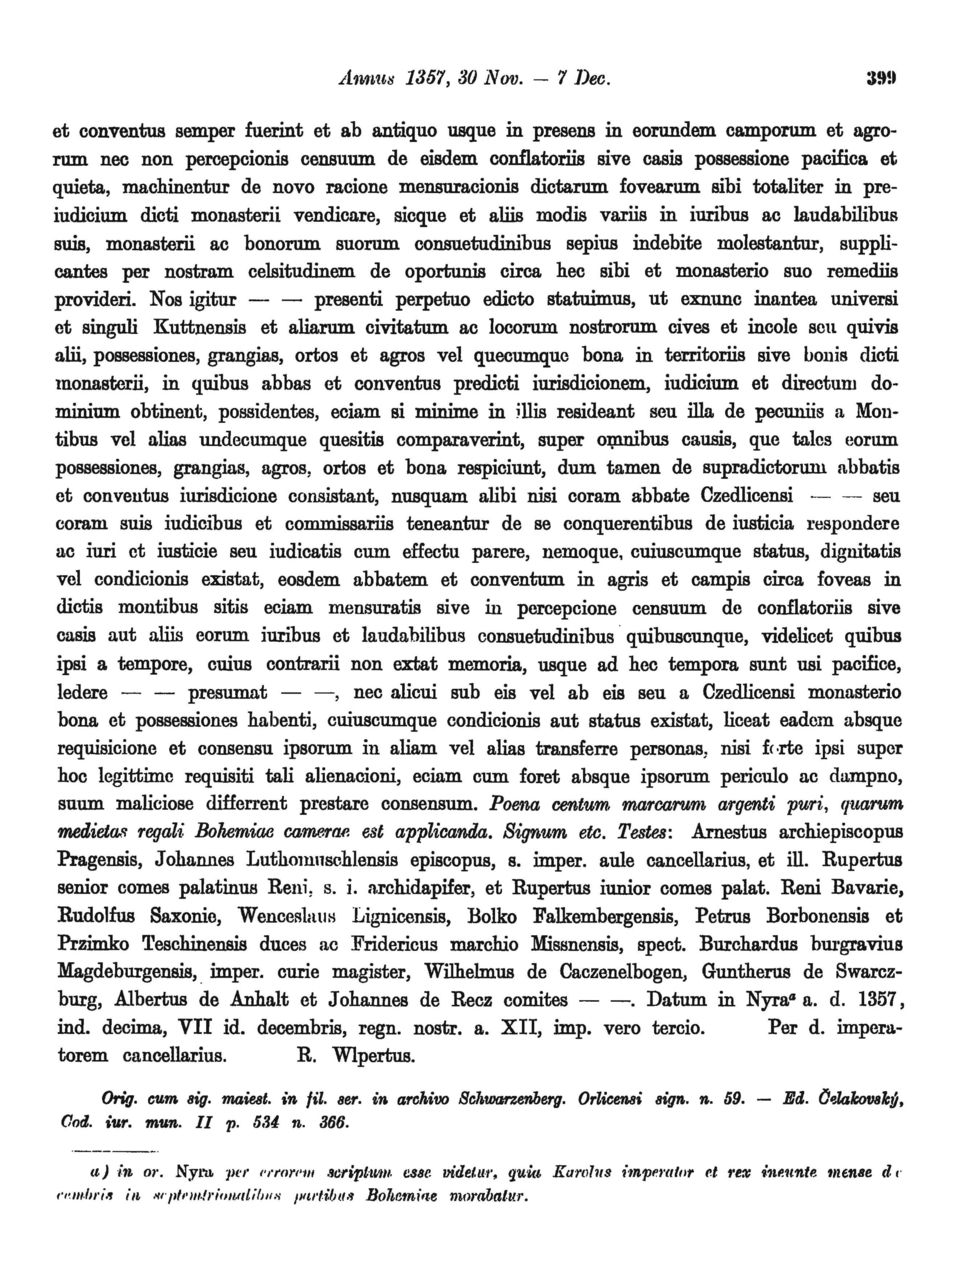 Annus 1357, 30 Nov. — 7 Dec. 399
et conventus semper fuerint et ab antiquo usque in presens in eorundem camporum et agro-
rum nec non percepcionis censuum de eisdem conflatoriis sive casis possessione pacifica et
quieta, machinentur de novo racione mensuracionis dictarum fovearum sibi totaliter in pre-
iudicium dicti monasterii vendicare, sicque et aliis modis variis in iuribus ac laudabilibus
suis, monasterii ac bonorum suorum consuetudinibus sepius indebite molestantur, suppli-
cantes per nostram celsitudinem de oportunis circa hec sibi et monasterio suo remediis
provideri. Nos igitur — — presenti perpetuo edicto statuimus, ut exnunc inantea universi
et singuli Kuttnensis et aliarum civitatum ac locorum nostrorum cives et incole seu quivis
alii, possessiones, grangias, ortos et agros vel quecumque bona in territoriis sive bonis dicti
monasterii, in quibus abbas et conventus predicti iurisdicionem, iudicium et directum do-
minium obtinent, possidentes, eciam si minime in illis resideant seu illa de pecuniis a Mon-
tibus vel alias undecumque quesitis comparaverint, super omnibus causis, que tales eorum
possessiones, grangias, agros, ortos et bona respiciunt, dum tamen de supradictorum abbatis
et conventus iurisdicione consistant, nusquam alibi nisi coram abbate Czedlicensi — — seu
coram suis iudicibus et commissariis teneantur de se conquerentibus de iusticia respondere
ac iuri et iusticie seu iudicatis cum effectu parere, nemoque, cuiuscumque status, dignitatis
vel condicionis existat, eosdem abbatem et conventum in agris et campis circa foveas in
dictis montibus sitis eciam mensuratis sive in percepcione censuum de conflatoriis sive
casis aut aliis eorum iuribus et laudabilibus consuetudinibus quibuscunque, videlicet quibus
ipsi a tempore, cuius contrarii non extat memoria, usque ad hec tempora sunt usi pacifice,
ledere — — presumat — —, nec alicui sub eis vel ab eis seu a Czedlicensi monasterio
bona et possessiones habenti, cuiuscumque condicionis aut status existat, liceat eadem absque
requisicione et consensu ipsorum in aliam vel alias transferre personas, nisi forte ipsi super
hoc legittime requisiti tali alienacioni, eciam cum foret absque ipsorum periculo ac dampno,
suum maliciose differrent prestare consensum. Poena centum marcarum argenti puri, quarum
medietas regali Bohemiae camerae est applicanda. Signum etc. Testes: Arnestus archiepiscopus
Pragensis, Johannes Luthomuschlensis episcopus, s. imper. aule cancellarius, et ill. Rupertus
senior comes palatinus Reni, s. i. archidapifer, et Rupertus iunior comes palat. Reni Bavarie,
Rudolfus Saxonie, Wenceslaus Lignicensis, Bolko Falkembergensis, Petrus Borbonensis et
Przimko Teschinensis duces ac Fridericus marchio Missnensis, spect. Burchardus burgravius
Magdeburgensis, imper. curie magister, Wilhelmus de Caczenelbogen, Guntherus de Swarcz-
burg, Albertus de Anhalt et Johannes de Recz comites — —. Datum in Nyraᵃ a. d. 1357,
ind. decima, VII id. decembris, regn. nostr. a. XII, imp. vero tercio. Per d. impera-
torem cancellarius. R. Wlpertus.
Orig. cum sig. maiest. in fil. ser. in archivo Schwarzenberg. Orlicensi sign. n. 59. — Ed. Čelakovský,
Cod. iur. mun. II p. 534 n. 366.
a) in or. Nyra per errorem scriptum esse videtur, quia Karolus imperator et rex ineunte mense de
cembris in septemtrionalibus partibus Bohemiae morabatur.